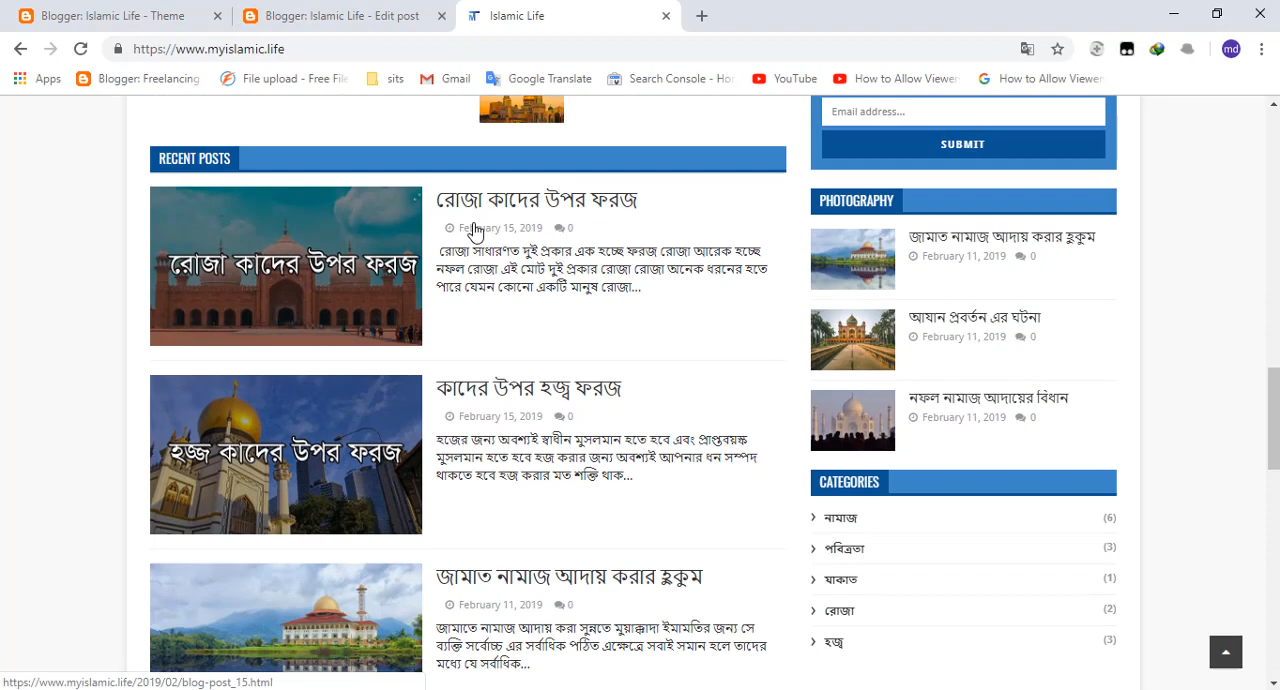 Blogger: Islamic Life - Theme
Blogger: Islamic Life - Edit post
Islamic Life
https://www.myislamic.life
md
Apps
Blogger: Freelancing
File upload - Free Fi
sits
Gmail
Google Translate
Search Console - Ho
YouTube
How to Allow Viewer
How to Allow Viewer
Email address...
SUBMIT
RECENT POSTS
রোজা কাদের উপর ফরজ
রোজা কাদের উপর ফরজ
February 15, 2019 0
রোজা সাধারণত দুই প্রকার এক হচ্ছে ফরজ রোজা আরেক হচ্ছে
নফল রোজা এই মোট দুই প্রকার রোজা রোজা অনেক ধরনের হতে
পারে যেমন কোনো একটি মানুষ রোজা...
হজ্জ কাদের উপর ফরজ
কাদের উপর হজ্ব ফরজ
February 15, 2019 0
হজের জন্য অবশ্যই স্বাধীন মুসলমান হতে হবে এবং প্রাপ্তবয়স্ক
মুসলমান হতে হবে হজ করার জন্য অবশ্যই আপনার ধন সম্পদ
থাকতে হবে হজ করার মত শক্তি থাক...
জামাত নামাজ আদায় করার হুকুম
February 11, 2019 0
জামাতে নামাজ আদায় করা সুন্নতে মুয়াক্কাদা ইমামতির জন্য সে
ব্যক্তি সর্বোচ্চ এর সর্বাধিক পঠিত এক্ষেত্রে সবাই সমান হলে তাদের
মধ্যে যে সর্বাধিক...
PHOTOGRAPHY
জামাত নামাজ আদায় করার হুকুম
February 11, 2019 0
আযান প্রবর্তন এর ঘটনা
February 11, 2019 0
নফল নামাজ আদায়ের বিধান
February 11, 2019 0
CATEGORIES
নামাজ (6)
পবিত্রতা (3)
যাকাত (1)
রোজা (2)
হজ্ব (3)
https://www.myislamic.life/2019/02/blog-post_15.html